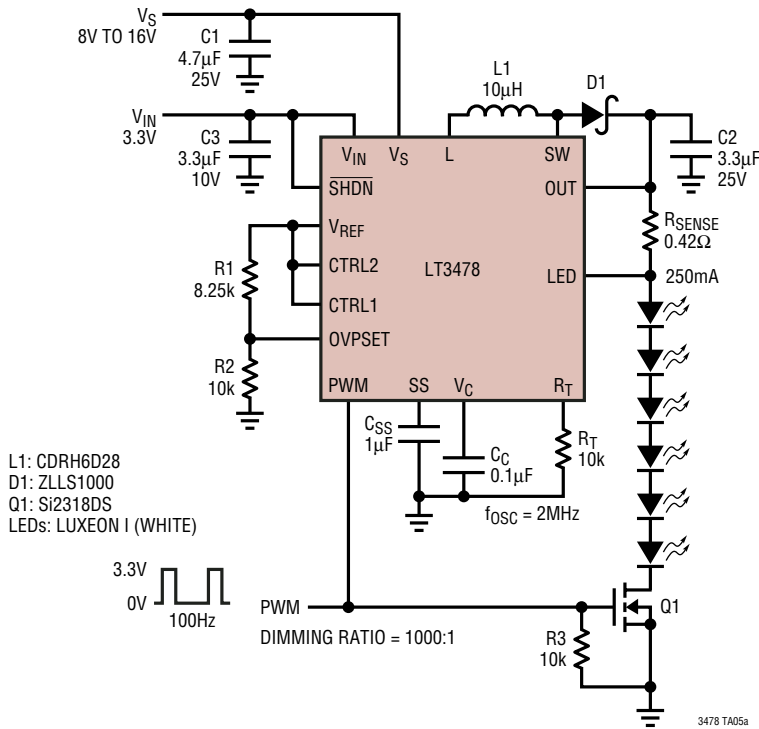 VS
8V TO 16V
C1
4.7µF
25V
L1
10µH
D1
VIN
3.3V
C3
3.3µF
10V
VIN
VS
L
SW
C2
3.3µF
25V
SHDN
OUT
RSENSE
0.42Ω
VREF
R1
8.25k
CTRL2
LT3478
LED
250mA
CTRL1
OVPSET
R2
10k
PWM
SS
VC
RT
CSS
1µF
CC
0.1µF
RT
10k
fOSC = 2MHz
L1: CDRH6D28
D1: ZLLS1000
Q1: Si2318DS
LEDs: LUXEON I (WHITE)
3.3V
0V
100Hz
PWM
DIMMING RATIO = 1000:1
Q1
R3
10k
3478 TA05a